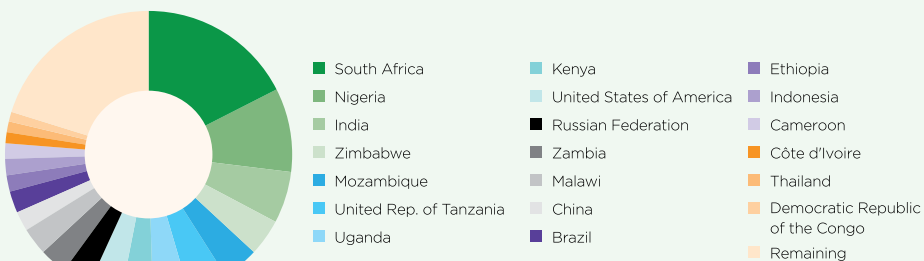 South Africa
Nigeria
India
Zimbabwe
Mozambique
United Rep. of Tanzania
Uganda
Kenya
United States of America
Russian Federation
Zambia
Malawi
China
Brazil
Ethiopia
Indonesia
Cameroon
Côte d'Ivoire
Thailand
Democratic Republic
of the Congo
Remaining